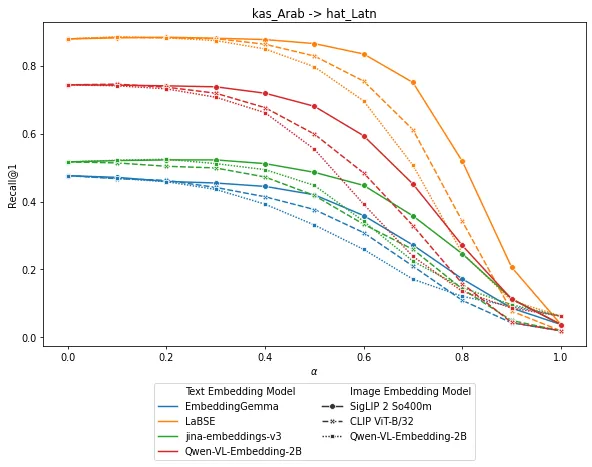 kas_Arab -> hat_Latn
Recall@1
0.8
0.6
0.4
0.2
0.0
0.0 0.2 0.4 0.6 0.8 1.0
α
Text Embedding Model
EmbeddingGemma
LaBSE
jina-embeddings-v3
Qwen-VL-Embedding-2B
Image Embedding Model
SigLIP 2 So400m
CLIP ViT-B/32
Qwen-VL-Embedding-2B